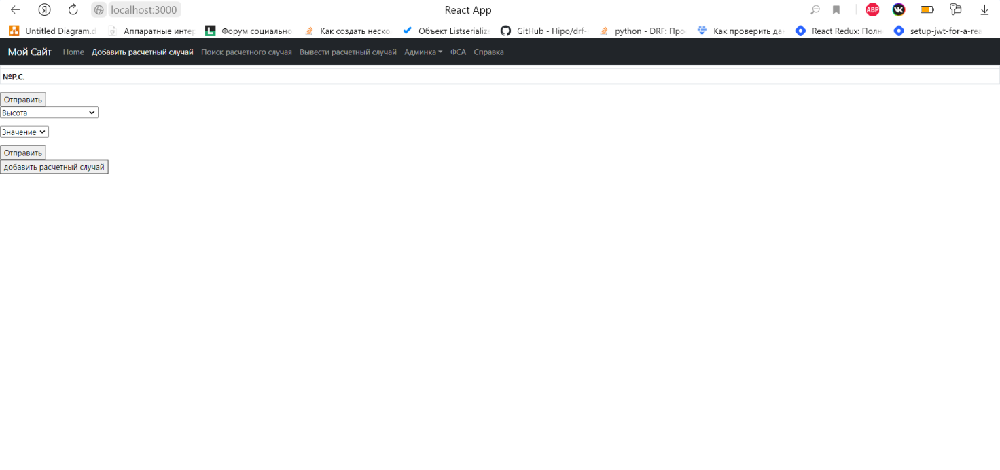 localhost:3000 React App ABP
Untitled Diagram.d Аппаратные интер Форум социально Как создать неско Объект Listserialize GitHub - Hipo/drf- python - DRF: Про Как проверить дан React Redux: Полн setup-jwt-for-a-rea
Мой Сайт Home Добавить расчетный случай Поиск расчетного случая Вывести расчетный случай Админка ФСА Справка
№Р.С.
Отправить
Высота
Значение
Отправить
добавить расчетный случай